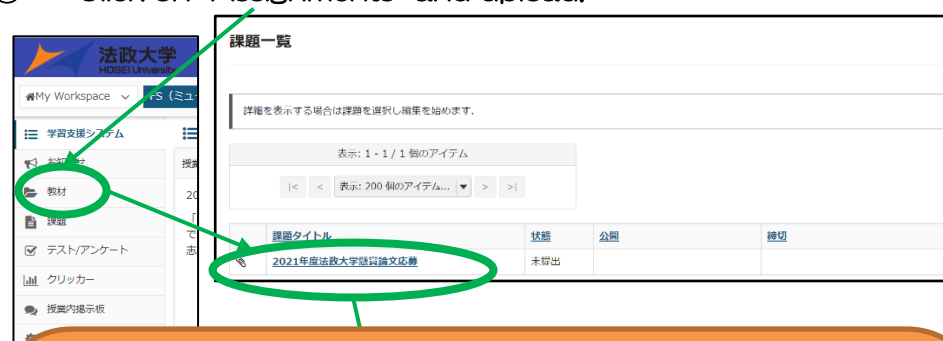 Click on "Assignments" and upload.
法政大学
HOSEI University
My Workspace
FS（ミュ
学習支援システム
お知らせ
教材
課題
テスト/アンケート
クリッカー
授業内掲示板
課題一覧
詳細を表示する場合は課題を選択し編集を始めます.
表示: 1 - 1 / 1 個のアイテム
|< < 表示: 200 個のアイテム... ▼ > >|
課題タイトル 状態 公開 締切
2021年度法政大学懸賞論文応募 未提出